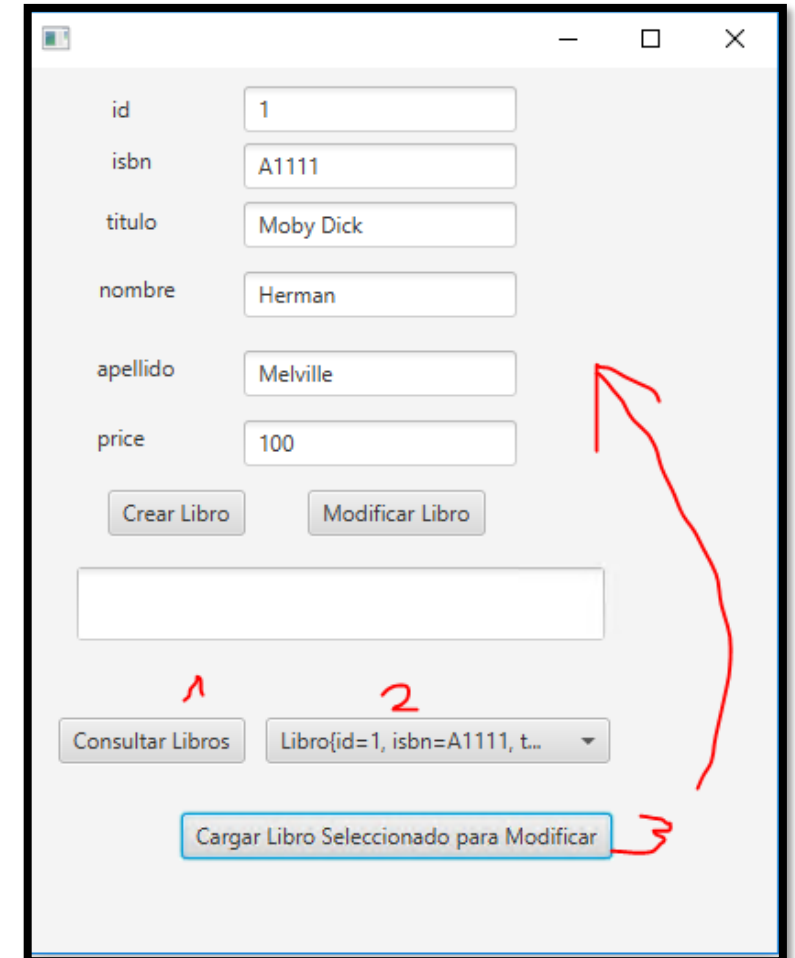 id 1
isbn A1111
titulo Moby Dick
nombre Herman
apellido Melville
price 100
Crear Libro Modificar Libro
1 2
Consultar Libros Libro{id=1, isbn=A1111, t...
Cargar Libro Seleccionado para Modificar 3